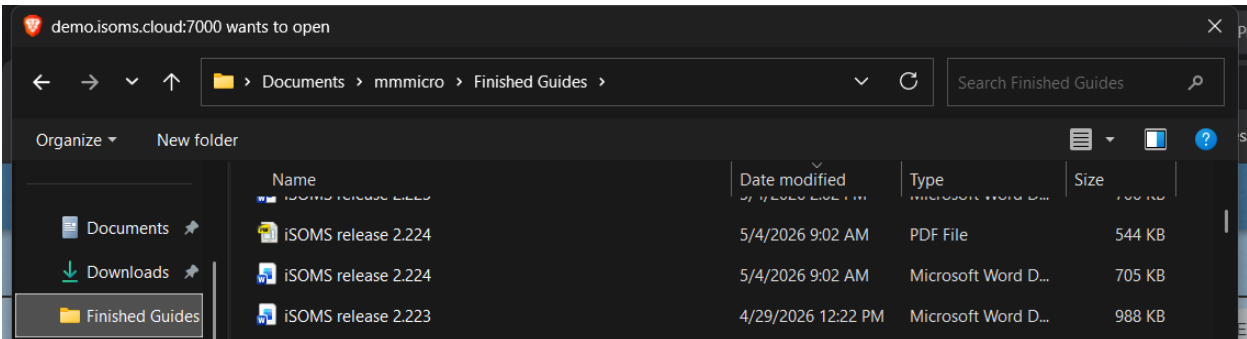 demo.isoms.cloud:7000 wants to open
Documents > mmmicro > Finished Guides >
Search Finished Guides
Organize New folder
Name Date modified Type Size
Documents
iSOMS release 2.224 5/4/2026 9:02 AM PDF File 544 KB
Downloads
iSOMS release 2.224 5/4/2026 9:02 AM Microsoft Word D... 705 KB
Finished Guides
iSOMS release 2.223 4/29/2026 12:22 PM Microsoft Word D... 988 KB